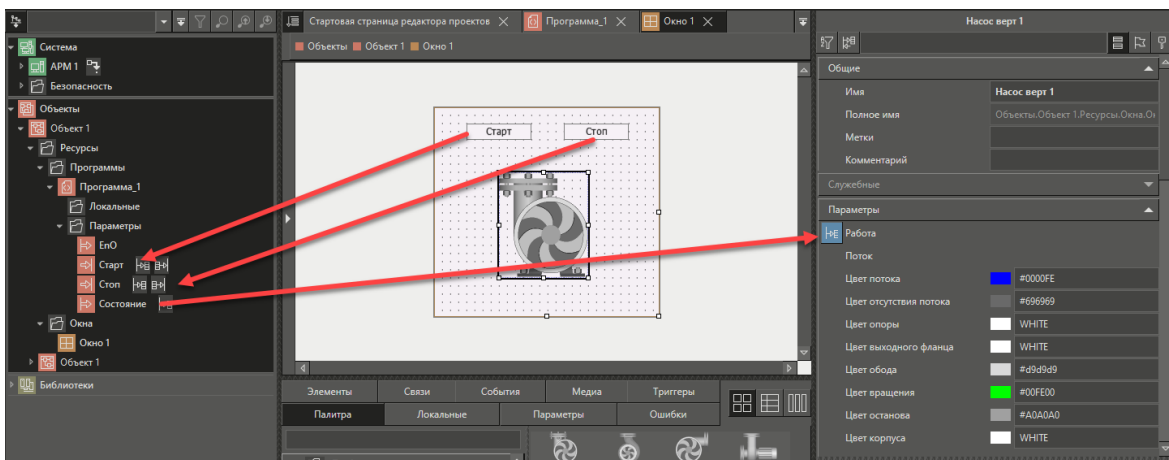 Стартовая страница редактора проектов
Программа_1
Окно 1
Насос верт 1
Система
АРМ 1
Безопасность
Объекты
Объект 1
Ресурсы
Программы
Программа_1
Локальные
Параметры
EnO
Старт
Стоп
Состояние
Окна
Окно 1
Объект 1
Библиотеки
Объекты Объект 1 Окно 1
Старт Стоп
Элементы Связи События Медиа Триггеры
Палитра Локальные Параметры Ошибки
Общие
Имя Насос верт 1
Полное имя Объекты.Объект 1.Ресурсы.Окна.Ок
Метки
Комментарий
Служебные
Параметры
Работа
Поток
Цвет потока #0000FE
Цвет отсутствия потока #696969
Цвет опоры WHITE
Цвет выходного фланца WHITE
Цвет обода #d9d9d9
Цвет вращения #00FE00
Цвет останова #A0A0A0
Цвет корпуса WHITE